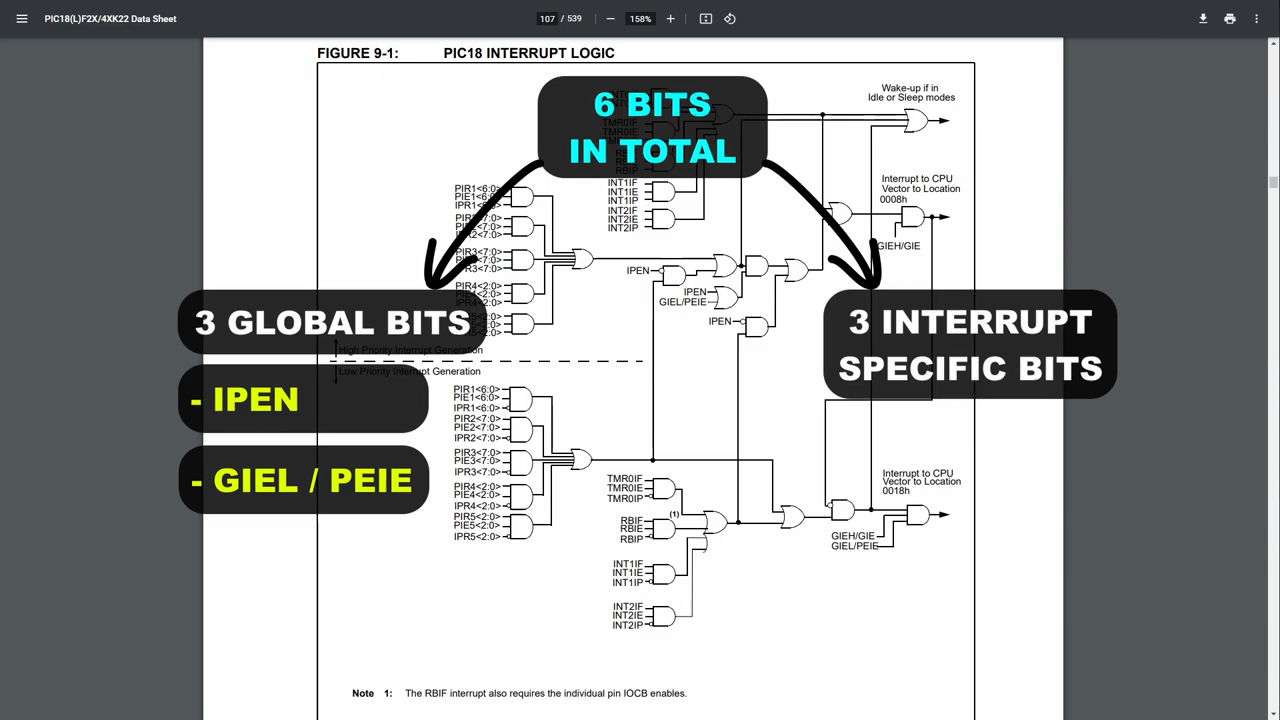 PIC18(L)F2X/4XK22 Data Sheet
107 / 539
158%
FIGURE 9-1: PIC18 INTERRUPT LOGIC
6 BITS
IN TOTAL
Wake-up if in
Idle or Sleep modes
TMR0IE
RBIP
INT1IF
INT1IE
INT1IP
INT2IF
INT2IE
INT2IP
PIR1<6:0>
PIE1<6:0>
IPR1<6:0>
Interrupt to CPU
Vector to Location
0008h
GIEH/GIE
PIR3<7:0>
IPR3<7:0>
PIR4<2:0>
IPEN
IPEN
GIEL/PEIE
IPEN
3 GLOBAL BITS
- IPEN
- GIEL / PEIE
3 INTERRUPT
SPECIFIC BITS
High Priority Interrupt Generation
Low Priority Interrupt Generation
PIR1<6:0>
PIE1<6:0>
IPR1<6:0>
PIR2<7:0>
PIE2<7:0>
IPR2<7:0>
PIR3<7:0>
PIE3<7:0>
IPR3<7:0>
PIR4<2:0>
PIE4<2:0>
IPR4<2:0>
PIR5<2:0>
PIE5<2:0>
IPR5<2:0>
TMR0IF
TMR0IE
TMR0IP
(1)
RBIF
RBIE
RBIP
INT1IF
INT1IE
INT1IP
INT2IF
INT2IE
INT2IP
Interrupt to CPU
Vector to Location
0018h
GIEH/GIE
GIEL/PEIE
Note 1: The RBIF interrupt also requires the individual pin IOCB enables.